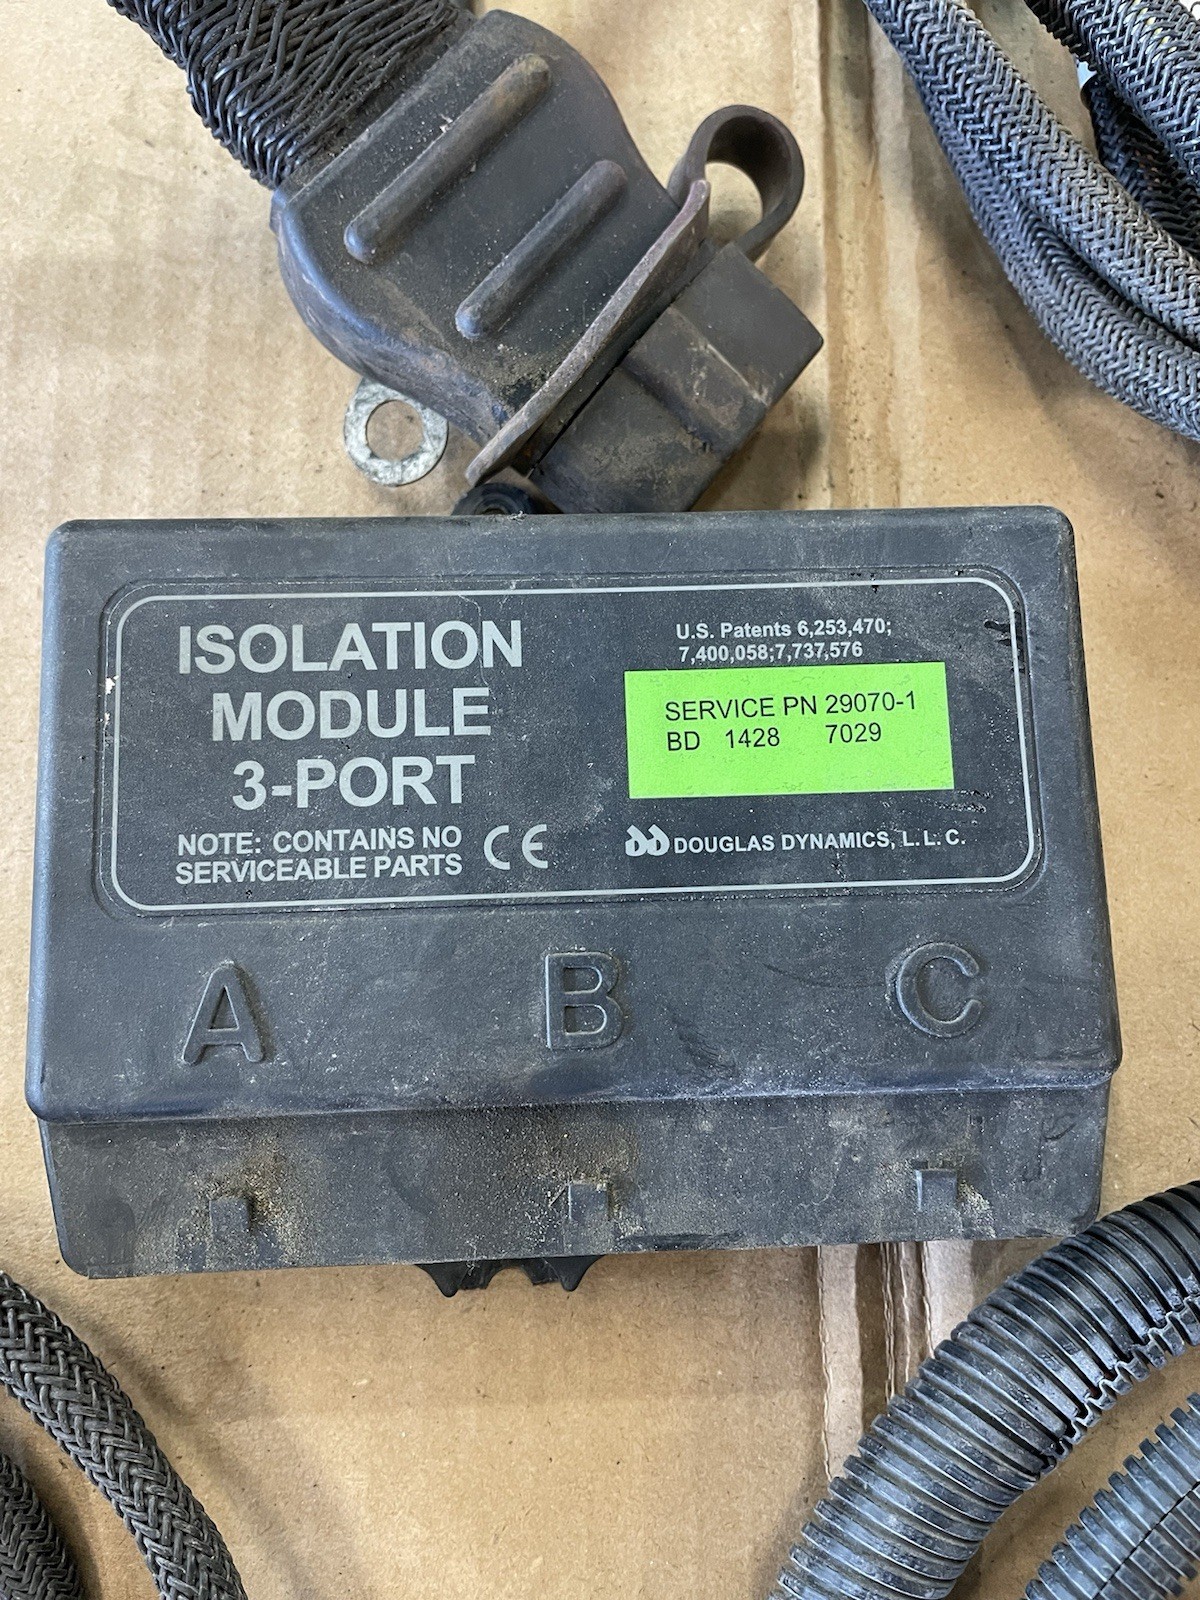 ISOLATION
MODULE
3-PORT
NOTE: CONTAINS NO
SERVICEABLE PARTS
CE
U.S. Patents 6,253,470;
7,400,058;7,737,576
SERVICE PN 29070-1
BD 1428 7029
DOUGLAS DYNAMICS, L.L.C.
A B C